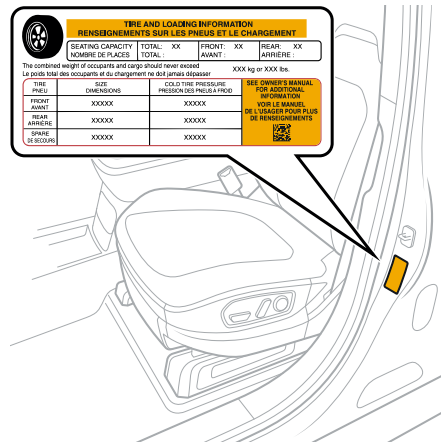 TIRE AND LOADING INFORMATION
RENSEIGNEMENTS SUR LES PNEUS ET LE CHARGEMENT
SEATING CAPACITY TOTAL: XX FRONT: XX REAR: XX
NOMBRE DE PLACES TOTAL : AVANT : ARRIÈRE :
The combined weight of occupants and cargo should never exceed
Le poids total des occupants et du chargement ne doit jamais dépasser
XXX kg or XXX lbs.
TIRE SIZE COLD TIRE PRESSURE
PNEU DIMENSIONS PRESSION DES PNEUS A FROID
FRONT
AVANT
XXXXX XXXXX
REAR
ARRIÈRE
XXXXX XXXXX
SPARE
DE SECOURS
XXXXX XXXXX
SEE OWNER'S MANUAL
FOR ADDITIONAL
INFORMATION
VOIR LE MANUEL
DE L'USAGER POUR PLUS
DE RENSEIGNEMENTS